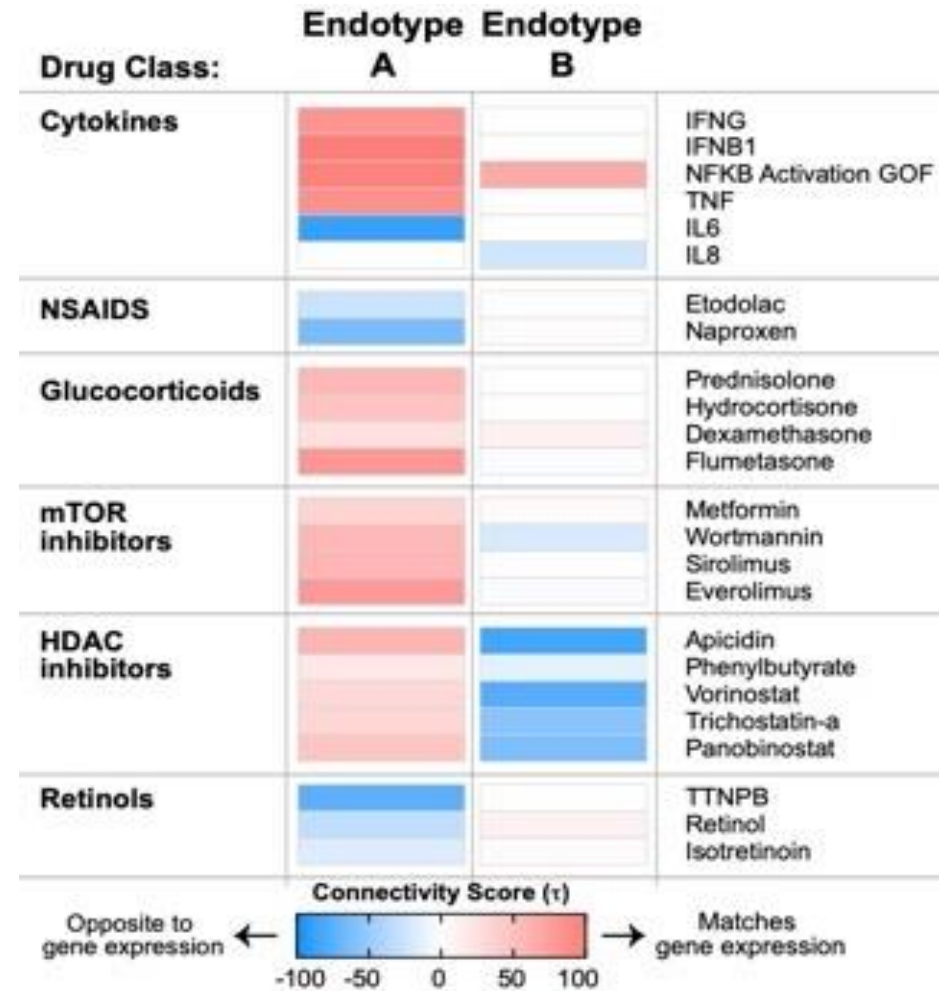 Endotype Endotype
Drug Class: A B
Cytokines
IFNG
IFNB1
NFKB Activation GOF
TNF
IL6
IL8
NSAIDS
Etodolac
Naproxen
Glucocorticoids
Prednisolone
Hydrocortisone
Dexamethasone
Flumetasone
mTOR
inhibitors
Metformin
Wortmannin
Sirolimus
Everolimus
HDAC
inhibitors
Apicidin
Phenylbutyrate
Vorinostat
Trichostatin-a
Panobinostat
Retinols
TTNPB
Retinol
Isotretinoin
Connectivity Score (τ)
Opposite to
gene expression
Matches
gene expression
-100 -50 0 50 100